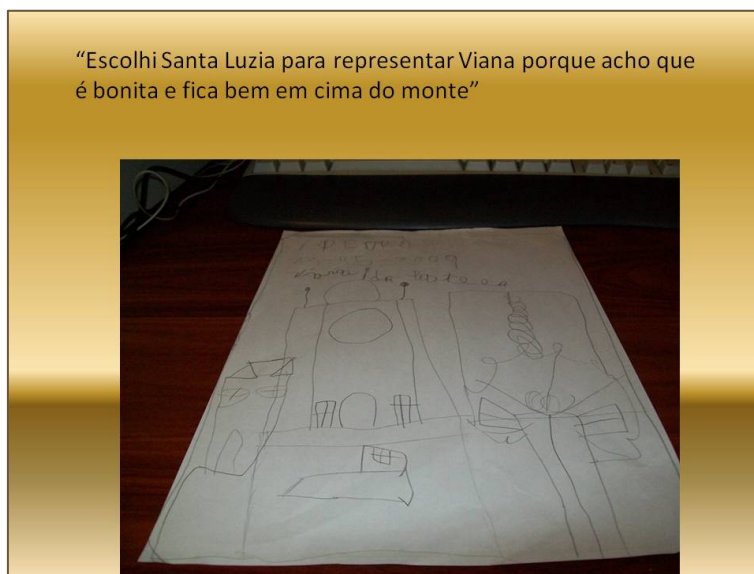 “Escolhi Santa Luzia para representar Viana porque acho que
é bonita e fica bem em cima do monte”